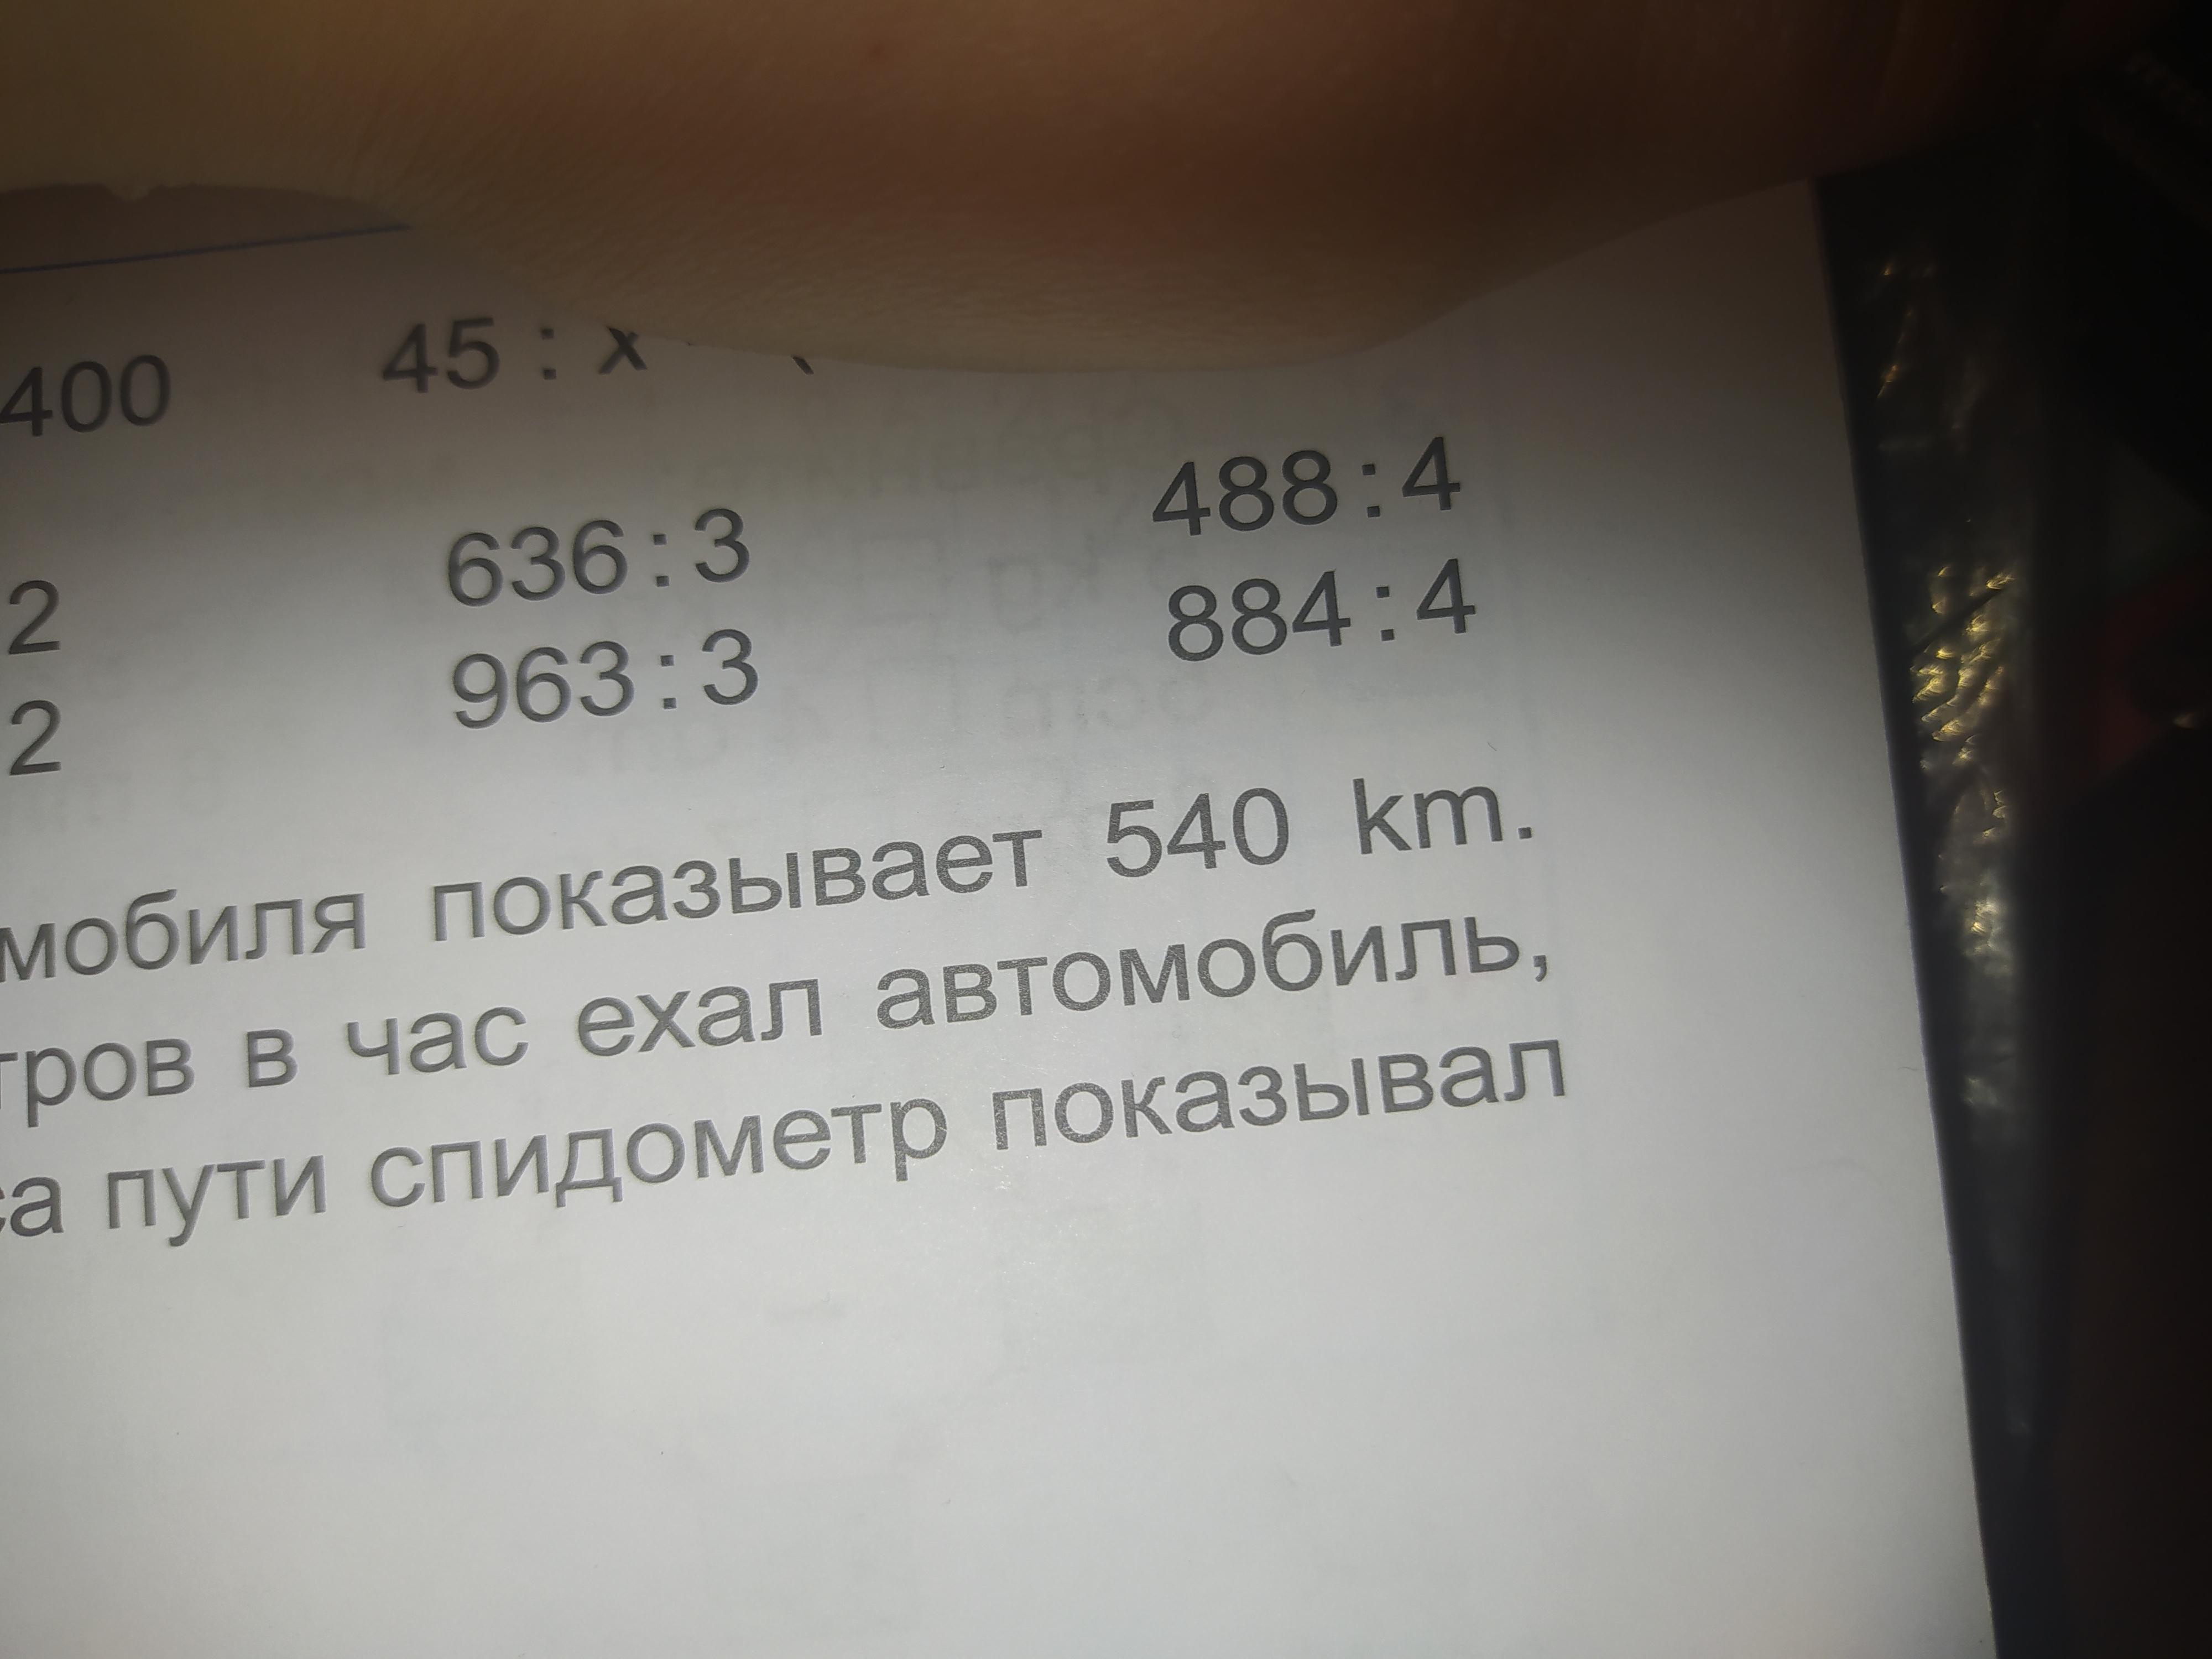 400 45 : x
636 : 3 488 : 4
2 963 : 3 884 : 4
2
мобиля показывает 540 km.
тров в час ехал автомобиль,
са пути спидометр показывал